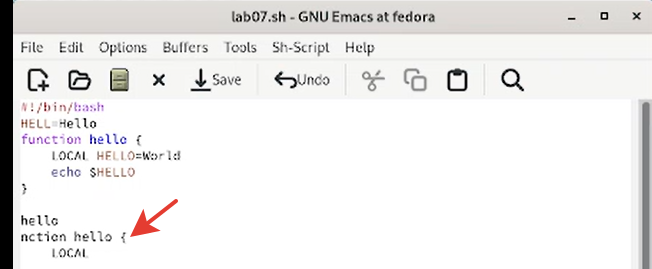 lab07.sh - GNU Emacs at fedora
File Edit Options Buffers Tools Sh-Script Help
Save Undo
#!/bin/bash
HELL=Hello
function hello {
    LOCAL HELLO=World
    echo $HELLO
}
hello
nction hello {
    LOCAL